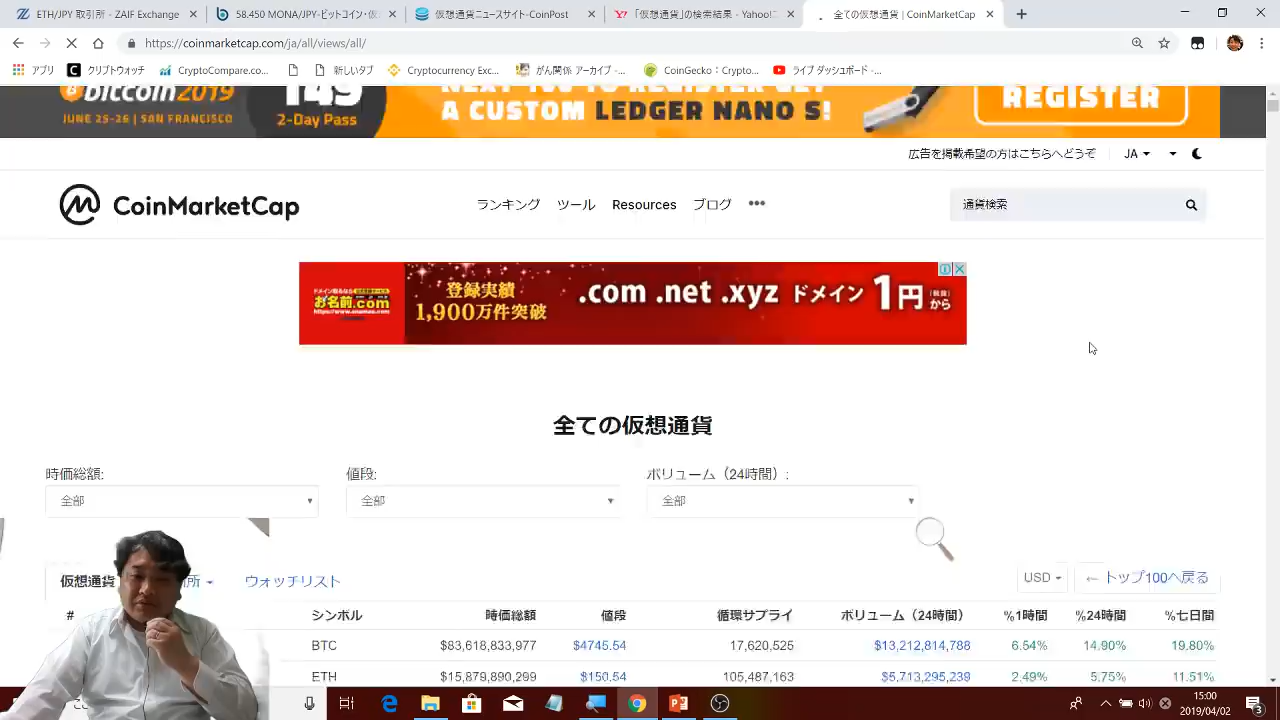 ETH/JPY - ZAIF Exchange
58.450 MONA/JPY-ビットコイン・仮
仮想通貨ニュースサイト-CoinPost
「仮想通貨」の検索結果 - Yahoo!ニ
全ての仮想通貨 | CoinMarketCap
https://coinmarketcap.com/ja/all/views/all/
アプリ
クリプトウォッチ
CryptoCompare.co...
新しいタブ
Cryptocurrency Exc...
がん関係 アーカイブ - ...
CoinGecko：Crypto...
ライブ ダッシュボード - ...
bitcoin2019
JUNE 25-26 | SAN FRANCISCO
149
2-Day Pass
A CUSTOM LEDGER NANO S!
REGISTER
広告を掲載希望の方はこちらへどうぞ
JA
CoinMarketCap
ランキング
ツール
Resources
ブログ
通貨検索
お名前.com
https://www.onamae.com
登録実績
1,900万件突破
.com .net .xyz ドメイン 1円(税抜)から
全ての仮想通貨
時価総額:
値段:
ボリューム（24時間）:
全部
全部
全部
仮想通貨
所
ウォッチリスト
USD
← トップ100へ戻る
# シンボル 時価総額 値段 循環サプライ ボリューム（24時間） %1時間 %24時間 %七日間
BTC $83,618,833,977 $4745.54 17,620,525 $13,212,814,788 6.54% 14.90% 19.80%
ETH $15,879,890,299 $150.54 105,487,163 $5,713,295,239 2.49% 5.75% 11.51%
15:00
2019/04/02
3